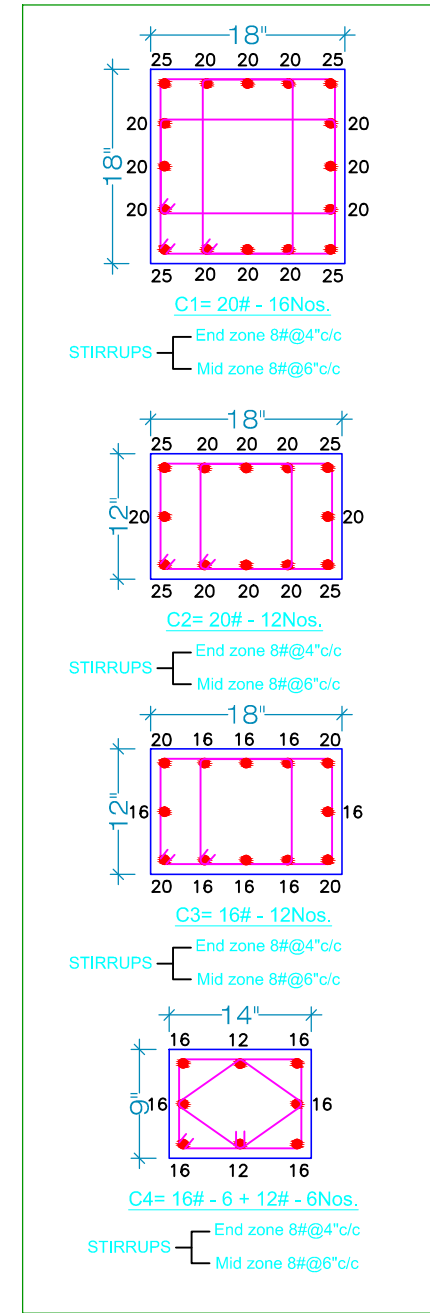 18"
25 20 20 20 25
20 20
18"
20 20
20 20
25 20 20 20 25
C1= 20# - 16Nos.
End zone 8#@4"c/c
STIRRUPS
Mid zone 8#@6"c/c
18"
25 20 20 20 25
12"
20 20
25 20 20 20 25
C2= 20# - 12Nos.
End zone 8#@4"c/c
STIRRUPS
Mid zone 8#@6"c/c
18"
20 16 16 16 20
12"
16 16
20 16 16 16 20
C3= 16# - 12Nos.
End zone 8#@4"c/c
STIRRUPS
Mid zone 8#@6"c/c
14"
16 12 16
9"
16 16
16 12 16
C4= 16# - 6 + 12# - 6Nos.
End zone 8#@4"c/c
STIRRUPS
Mid zone 8#@6"c/c